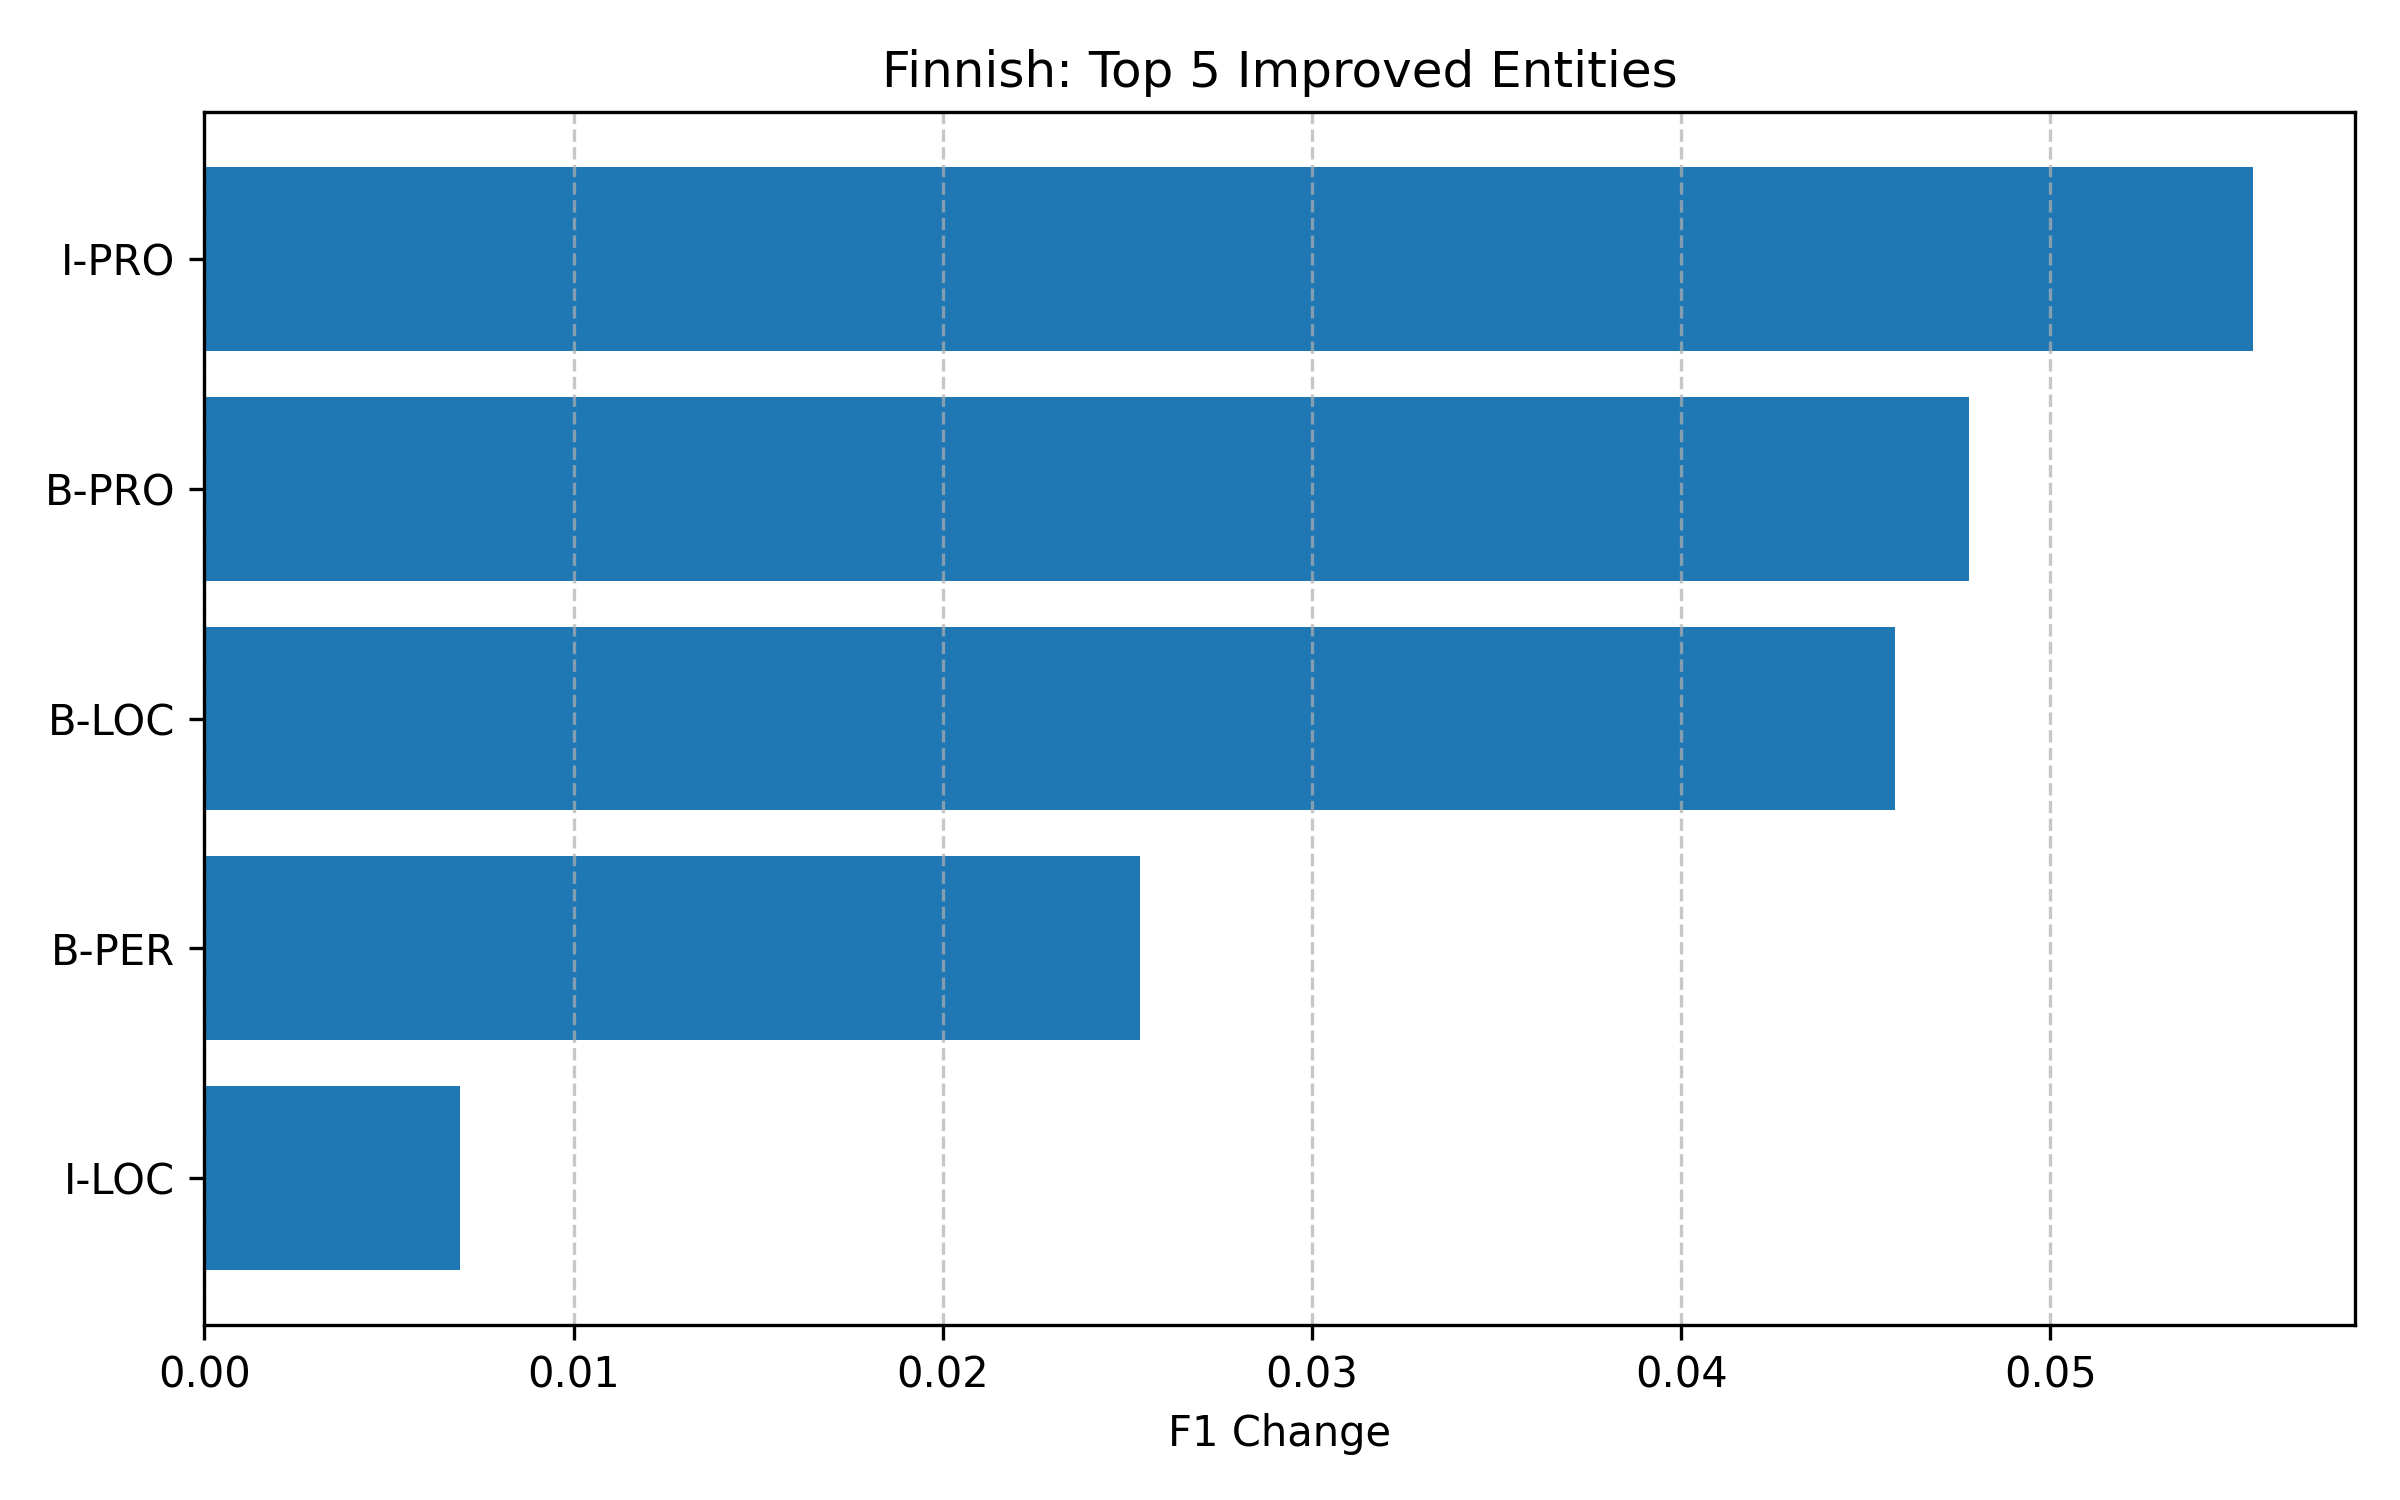 Finnish: Top 5 Improved Entities
I-PRO
B-PRO
B-LOC
B-PER
I-LOC
0.00 0.01 0.02 0.03 0.04 0.05
F1 Change